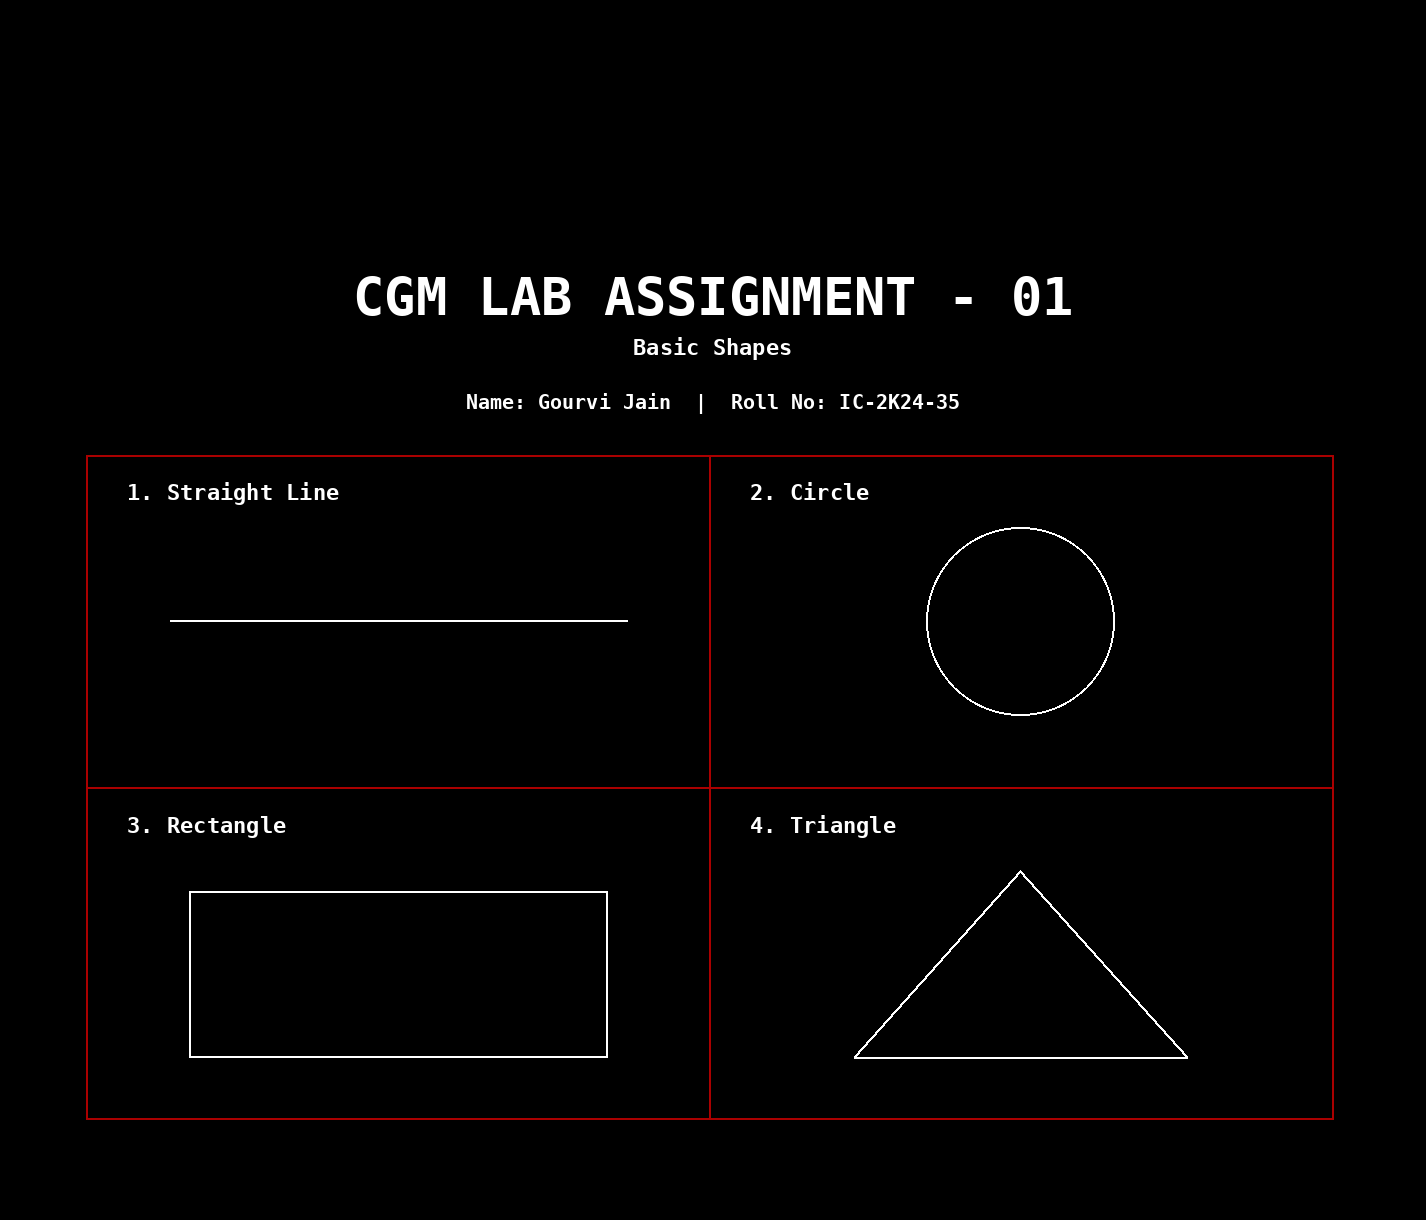 CGM LAB ASSIGNMENT - 01
Basic Shapes
Name: Gourvi Jain | Roll No: IC-2K24-35
1. Straight Line
2. Circle
3. Rectangle
4. Triangle